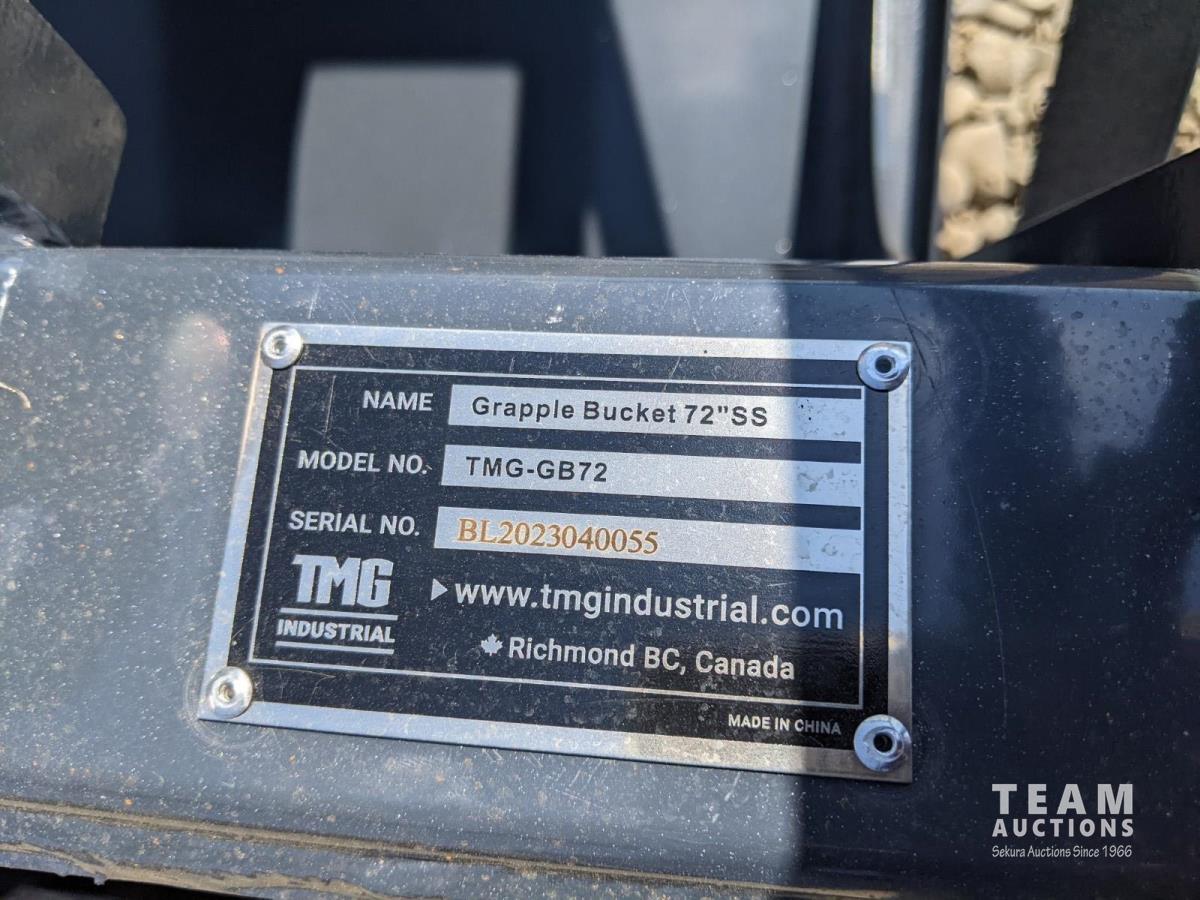 NAME Grapple Bucket 72"SS
MODEL NO. TMG-GB72
SERIAL NO. BL2023040055
TMG
INDUSTRIAL
www.tmgindustrial.com
Richmond BC, Canada
MADE IN CHINA
TEAM
AUCTIONS
Sekura Auctions Since 1966